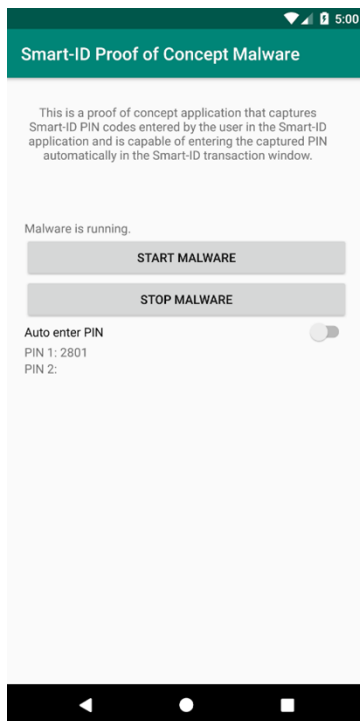 5:00
Smart-ID Proof of Concept Malware
This is a proof of concept application that captures
Smart-ID PIN codes entered by the user in the Smart-ID
application and is capable of entering the captured PIN
automatically in the Smart-ID transaction window.
Malware is running.
START MALWARE
STOP MALWARE
Auto enter PIN
PIN 1: 2801
PIN 2: